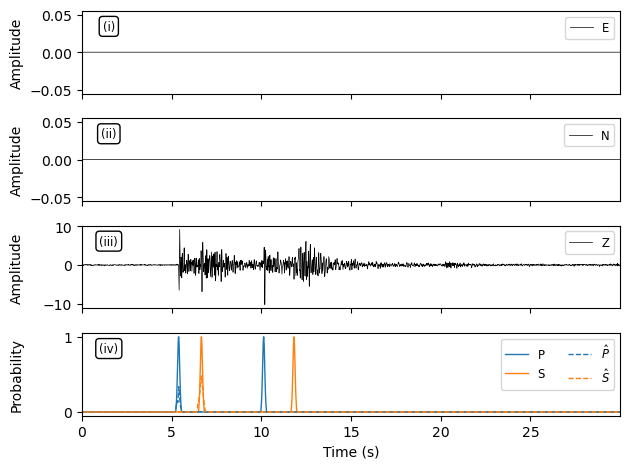 0.05
0.00
−0.05
Amplitude
(i)
E
0.05
0.00
−0.05
Amplitude
(ii)
N
10
0
−10
Amplitude
(iii)
Z
1
0
Probability
(iv)
P
S
P̂
Ŝ
0 5 10 15 20 25
Time (s)